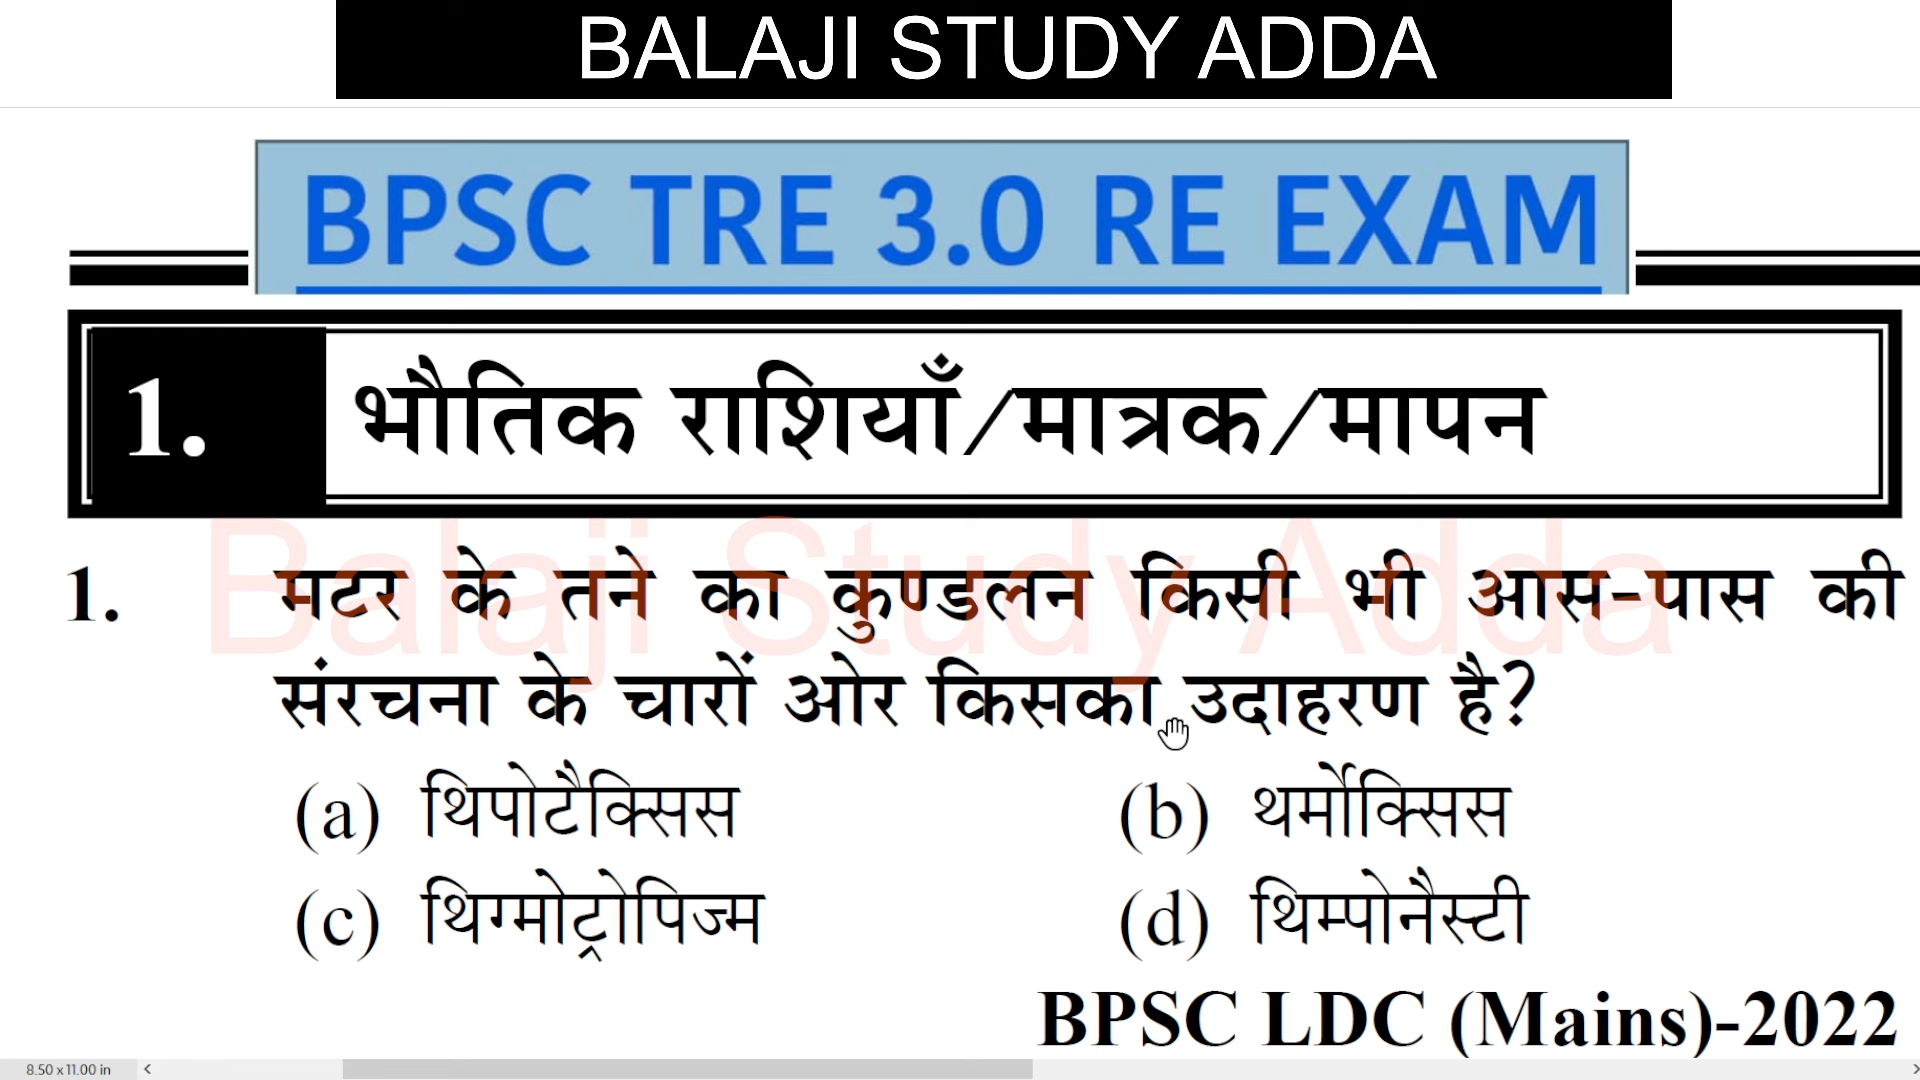 BALAJI STUDY ADDA
BPSC TRE 3.0 RE EXAM
1. भौतिक राशियाँ/मात्रक/मापन
Balaji Study Adda
1. मटर के तने का कुण्डलन किसी भी आस-पास की
संरचना के चारों ओर किसका उदाहरण है?
(a) थिपोटैक्सिस (b) थर्मोक्सिस
(c) थिग्मोट्रोपिज्म (d) थिम्पोनैस्टी
BPSC LDC (Mains)-2022
8.50 x 11.00 in